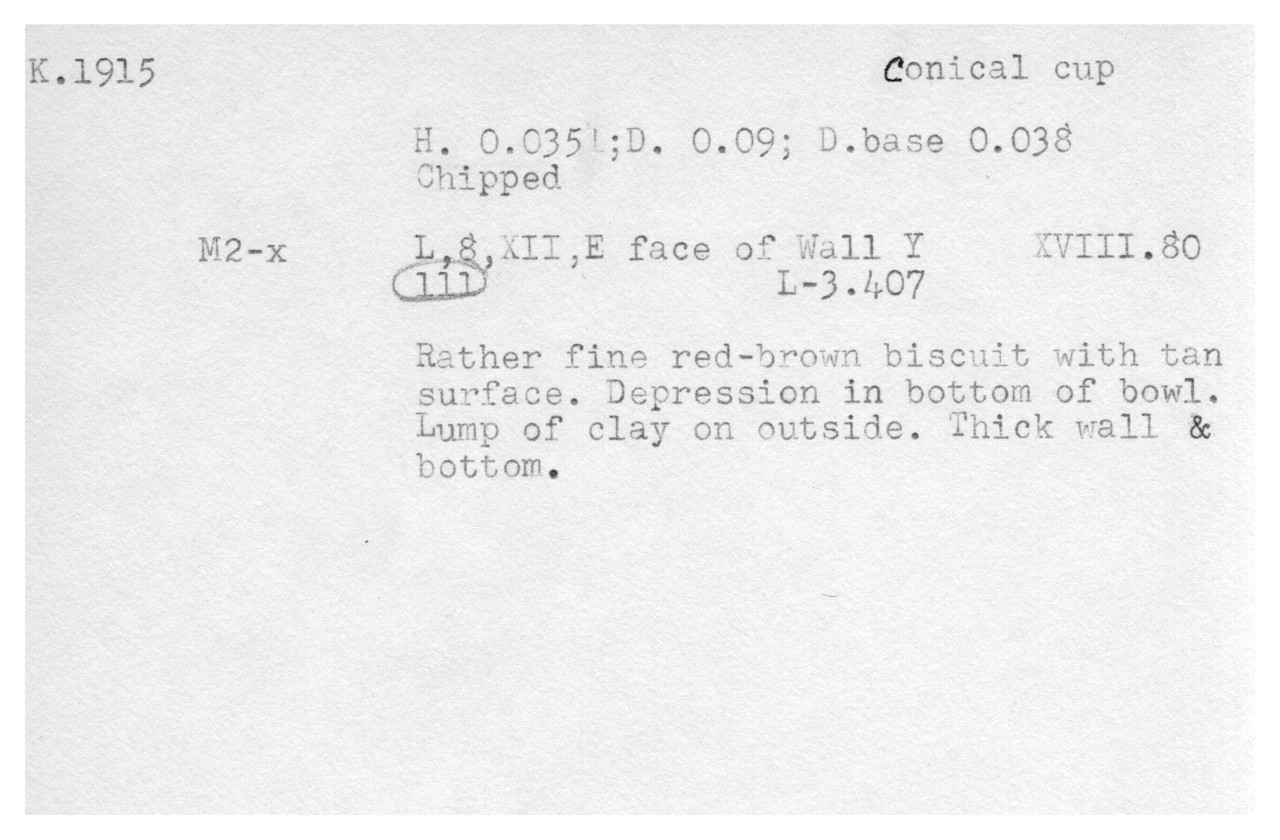 K.1915 Conical cup
H. 0.035;D. 0.09; D.base 0.038
Chipped
M2-x L,8,XII,E face of Wall Y XVIII.80
111 L-3.407
Rather fine red-brown biscuit with tan
surface. Depression in bottom of bowl.
Lump of clay on outside. Thick wall &
bottom.